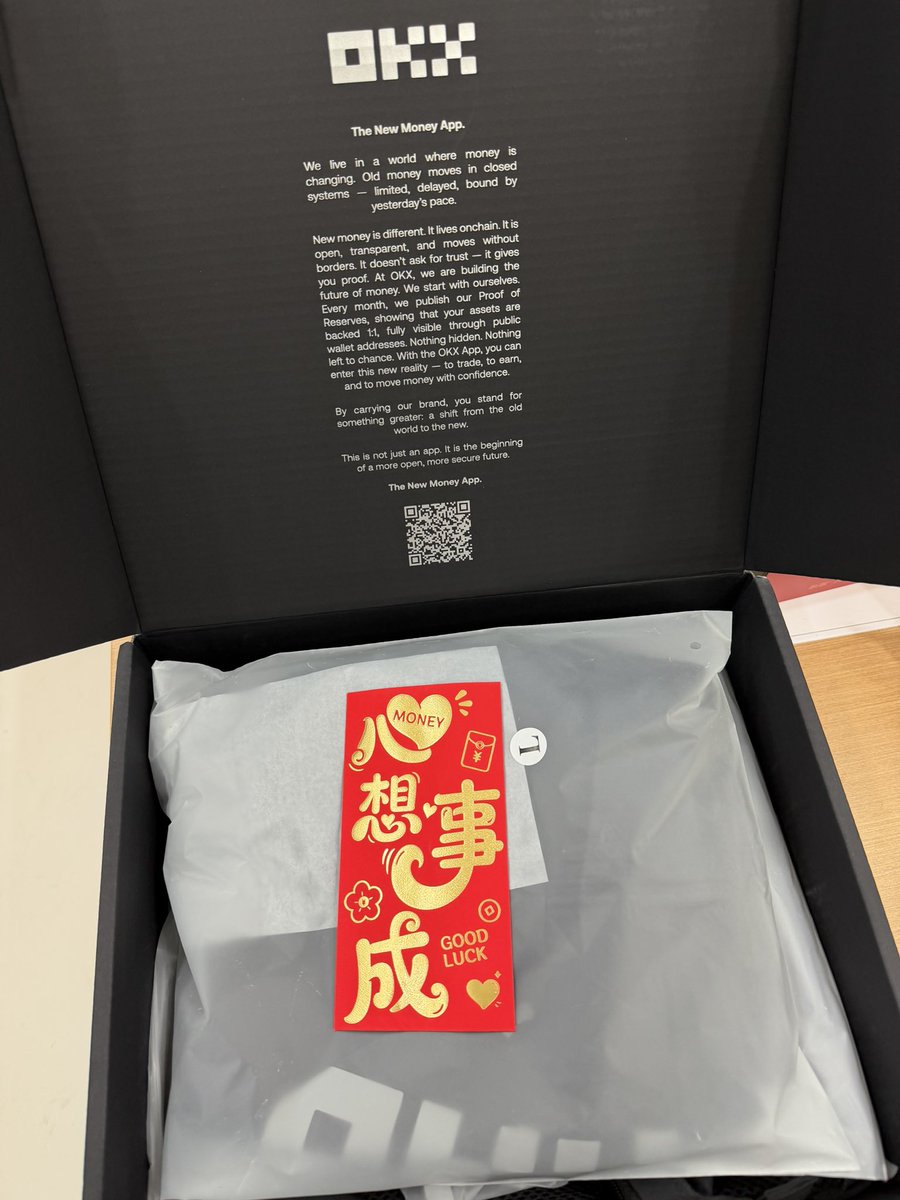 OKX
The New Money App.
We live in a world where money is
changing. Old money moves in closed
systems — limited, delayed, bound by
yesterday's pace.
New money is different. It lives onchain. It is
open, transparent, and moves without
borders. It doesn't ask for trust — it gives
you proof. At OKX, we are building the
future of money. We start with ourselves.
Every month, we publish our Proof of
Reserves, showing that your assets are
backed 1:1, fully visible through public
wallet addresses. Nothing hidden. Nothing
left to chance. With the OKX App, you can
enter this new reality — to trade, to earn,
and to move money with confidence.
By carrying our brand, you stand for
something greater: a shift from the old
world to the new.
This is not just an app. It is the beginning
of a more open, more secure future.
The New Money App.
心
MONEY
¥
想
事
成
GOOD
LUCK
L
OKX